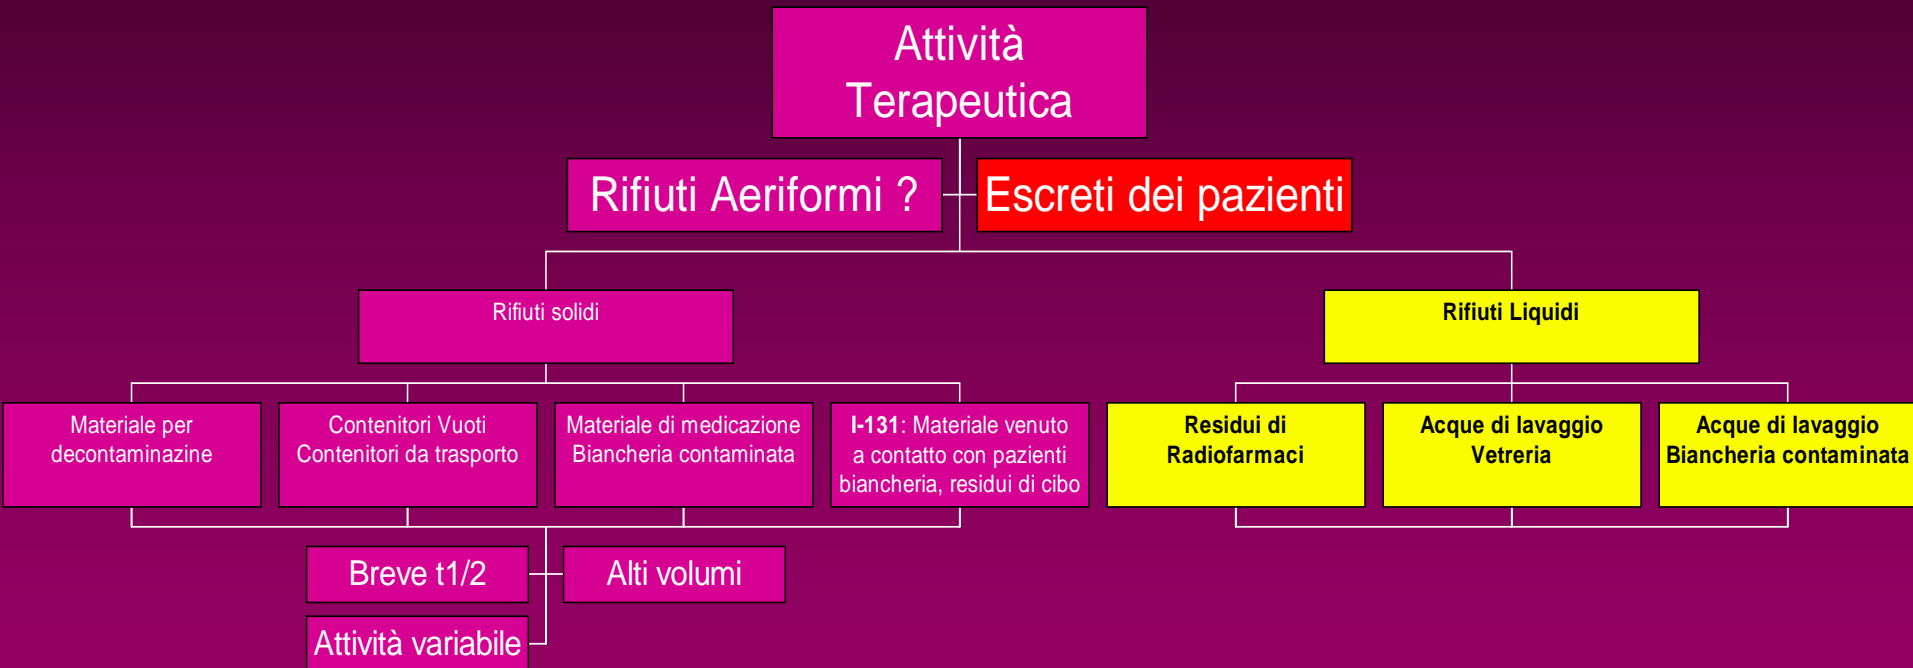 Attività
Terapeutica
Rifiuti Aeriformi ?
Escreti dei pazienti
Rifiuti solidi
Rifiuti Liquidi
Materiale per
decontaminazine
Contenitori Vuoti
Contenitori da trasporto
Materiale di medicazione
Biancheria contaminata
I-131: Materiale venuto
a contatto con pazienti
biancheria, residui di cibo
Residui di
Radiofarmaci
Acque di lavaggio
Vetreria
Acque di lavaggio
Biancheria contaminata
Breve t1/2
Alti volumi
Attività variabile